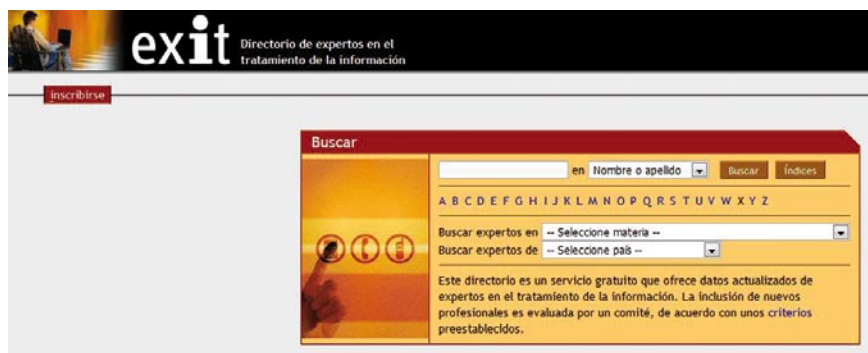 exit
Directorio de expertos en el
tratamiento de la información
inscribirse
Buscar
en Nombre o apellido Buscar Índices
A B C D E F G H I J K L M N O P Q R S T U V W X Y Z
Buscar expertos en -- Seleccione materia --
Buscar expertos de -- Seleccione país --
Este directorio es un servicio gratuito que ofrece datos actualizados de
expertos en el tratamiento de la información. La inclusión de nuevos
profesionales es evaluada por un comité, de acuerdo con unos criterios
preestablecidos.